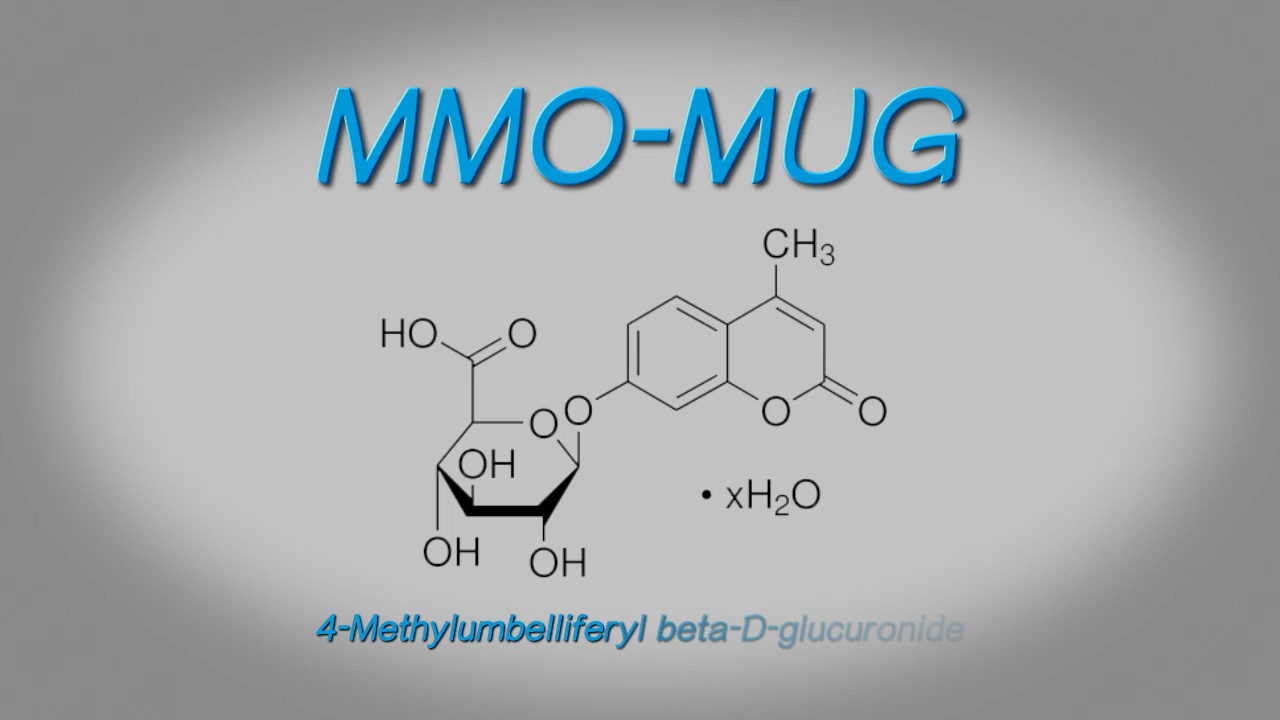 MMO-MUG
CH₃
HO O
O O
O O
OH
• xH₂O
OH OH
4-Methylumbelliferyl beta-D-glucuronide